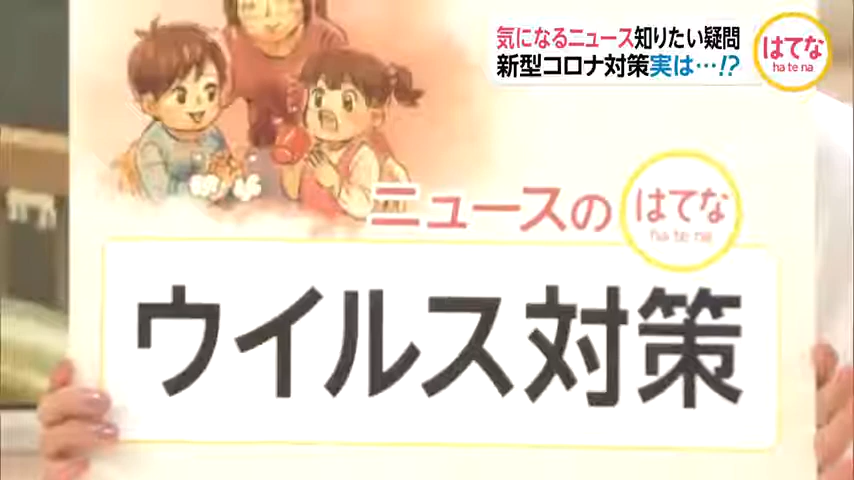 気になるニュース知りたい疑問
新型コロナ対策実は…!?
はてな
ha te na
ニュースの
はてな
ha te na
ウイルス対策